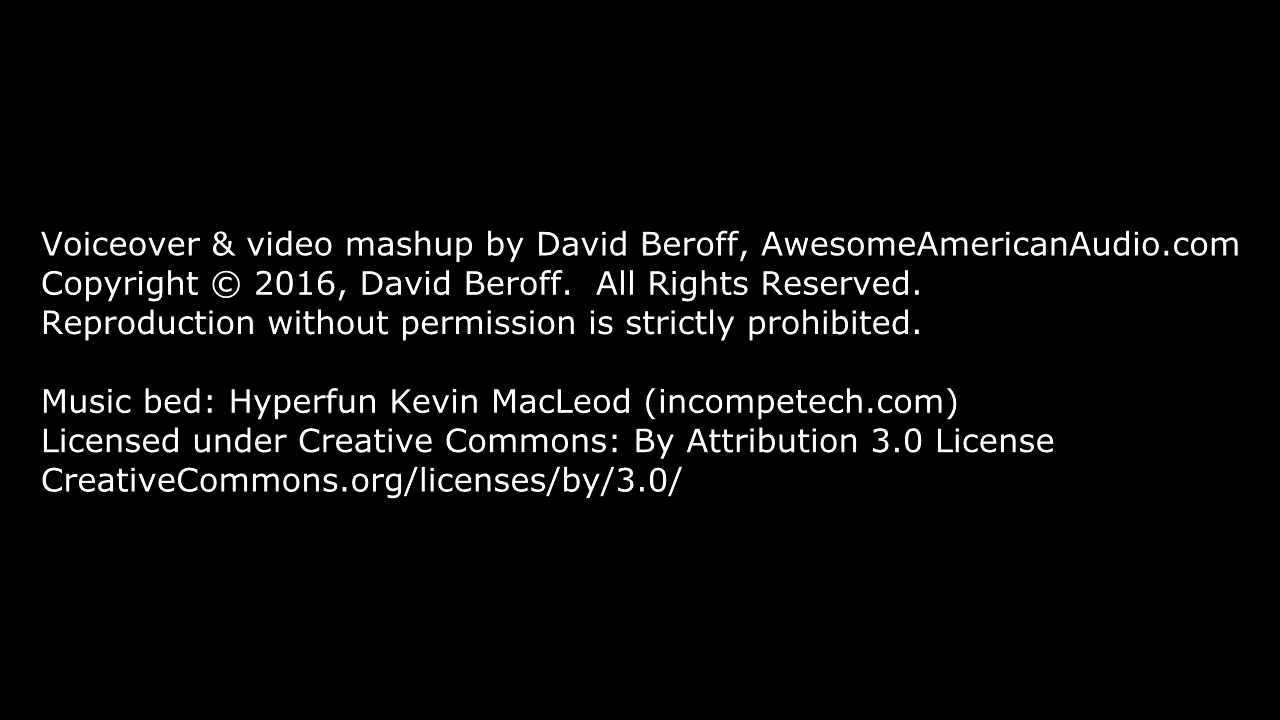 Voiceover & video mashup by David Beroff, AwesomeAmericanAudio.com
Copyright © 2016, David Beroff.  All Rights Reserved.
Reproduction without permission is strictly prohibited.
Music bed: Hyperfun Kevin MacLeod (incompetech.com)
Licensed under Creative Commons: By Attribution 3.0 License
CreativeCommons.org/licenses/by/3.0/